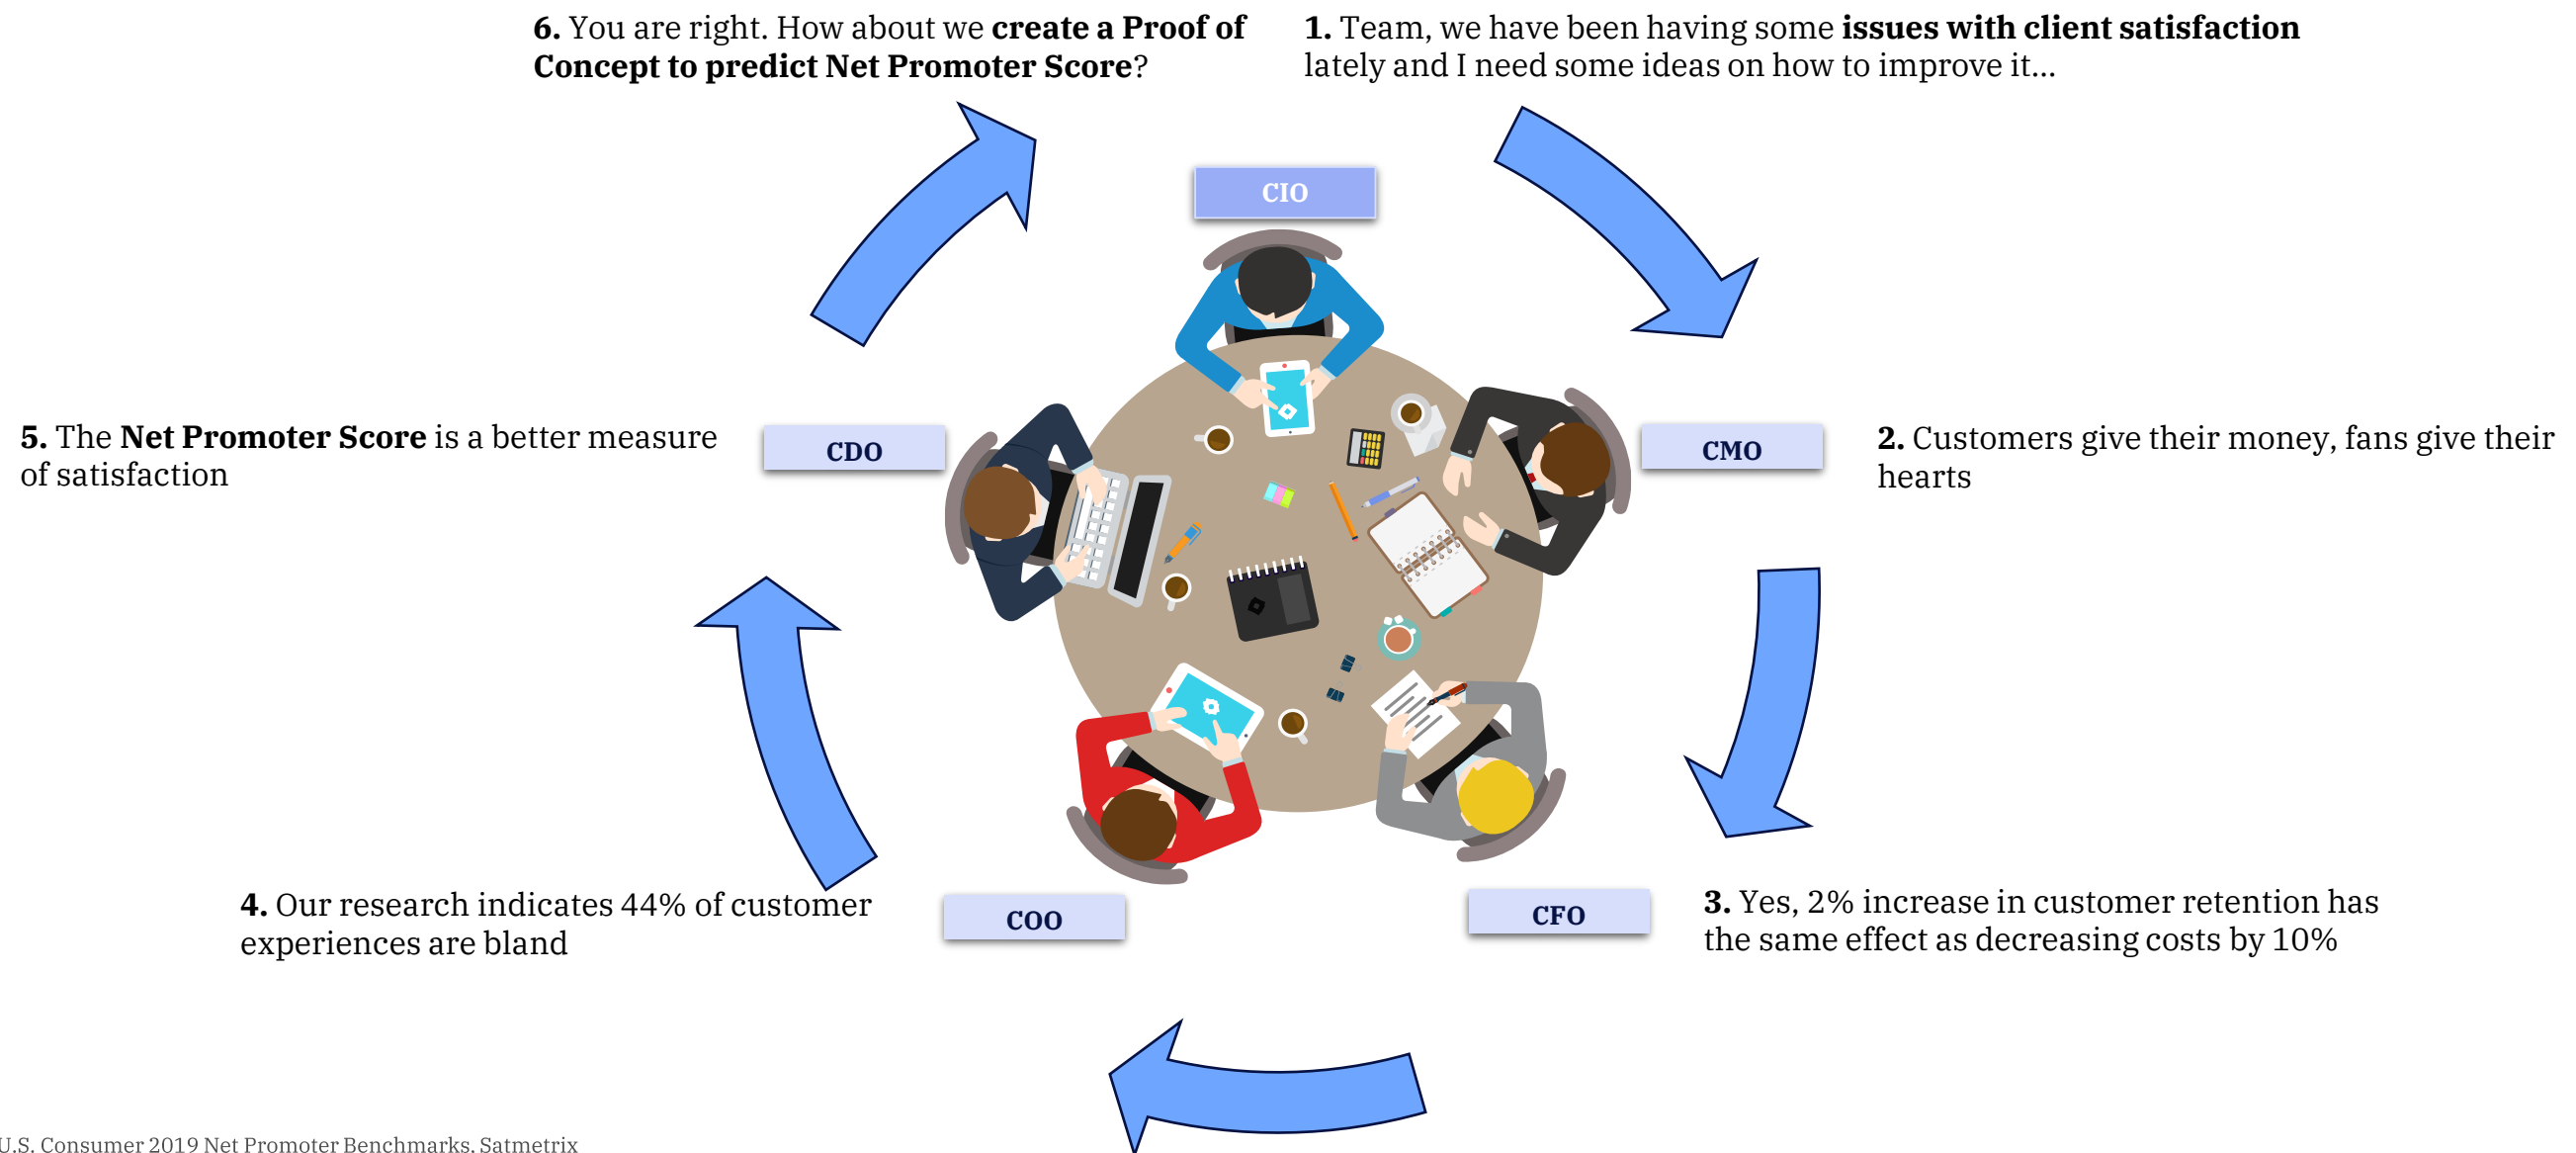 6. You are right. How about we create a Proof of
Concept to predict Net Promoter Score?
1. Team, we have been having some issues with client satisfaction
lately and I need some ideas on how to improve it...
CIO
CMO
2. Customers give their money, fans give their
hearts
CFO
3. Yes, 2% increase in customer retention has
the same effect as decreasing costs by 10%
COO
4. Our research indicates 44% of customer
experiences are bland
CDO
5. The Net Promoter Score is a better measure
of satisfaction
U.S. Consumer 2019 Net Promoter Benchmarks. Satmetrix